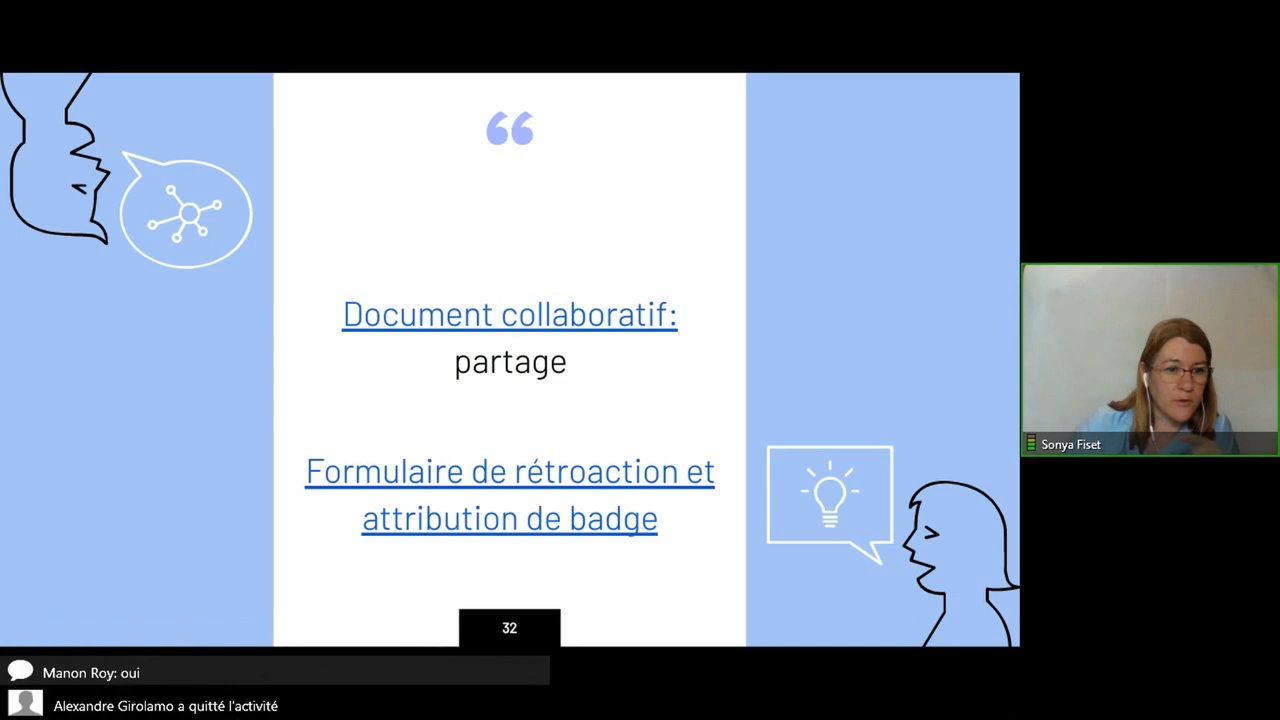 “
Document collaboratif:
partage
Formulaire de rétroaction et
attribution de badge
32
Sonya Fiset
Manon Roy: oui
Alexandre Girolamo a quitté l'activité